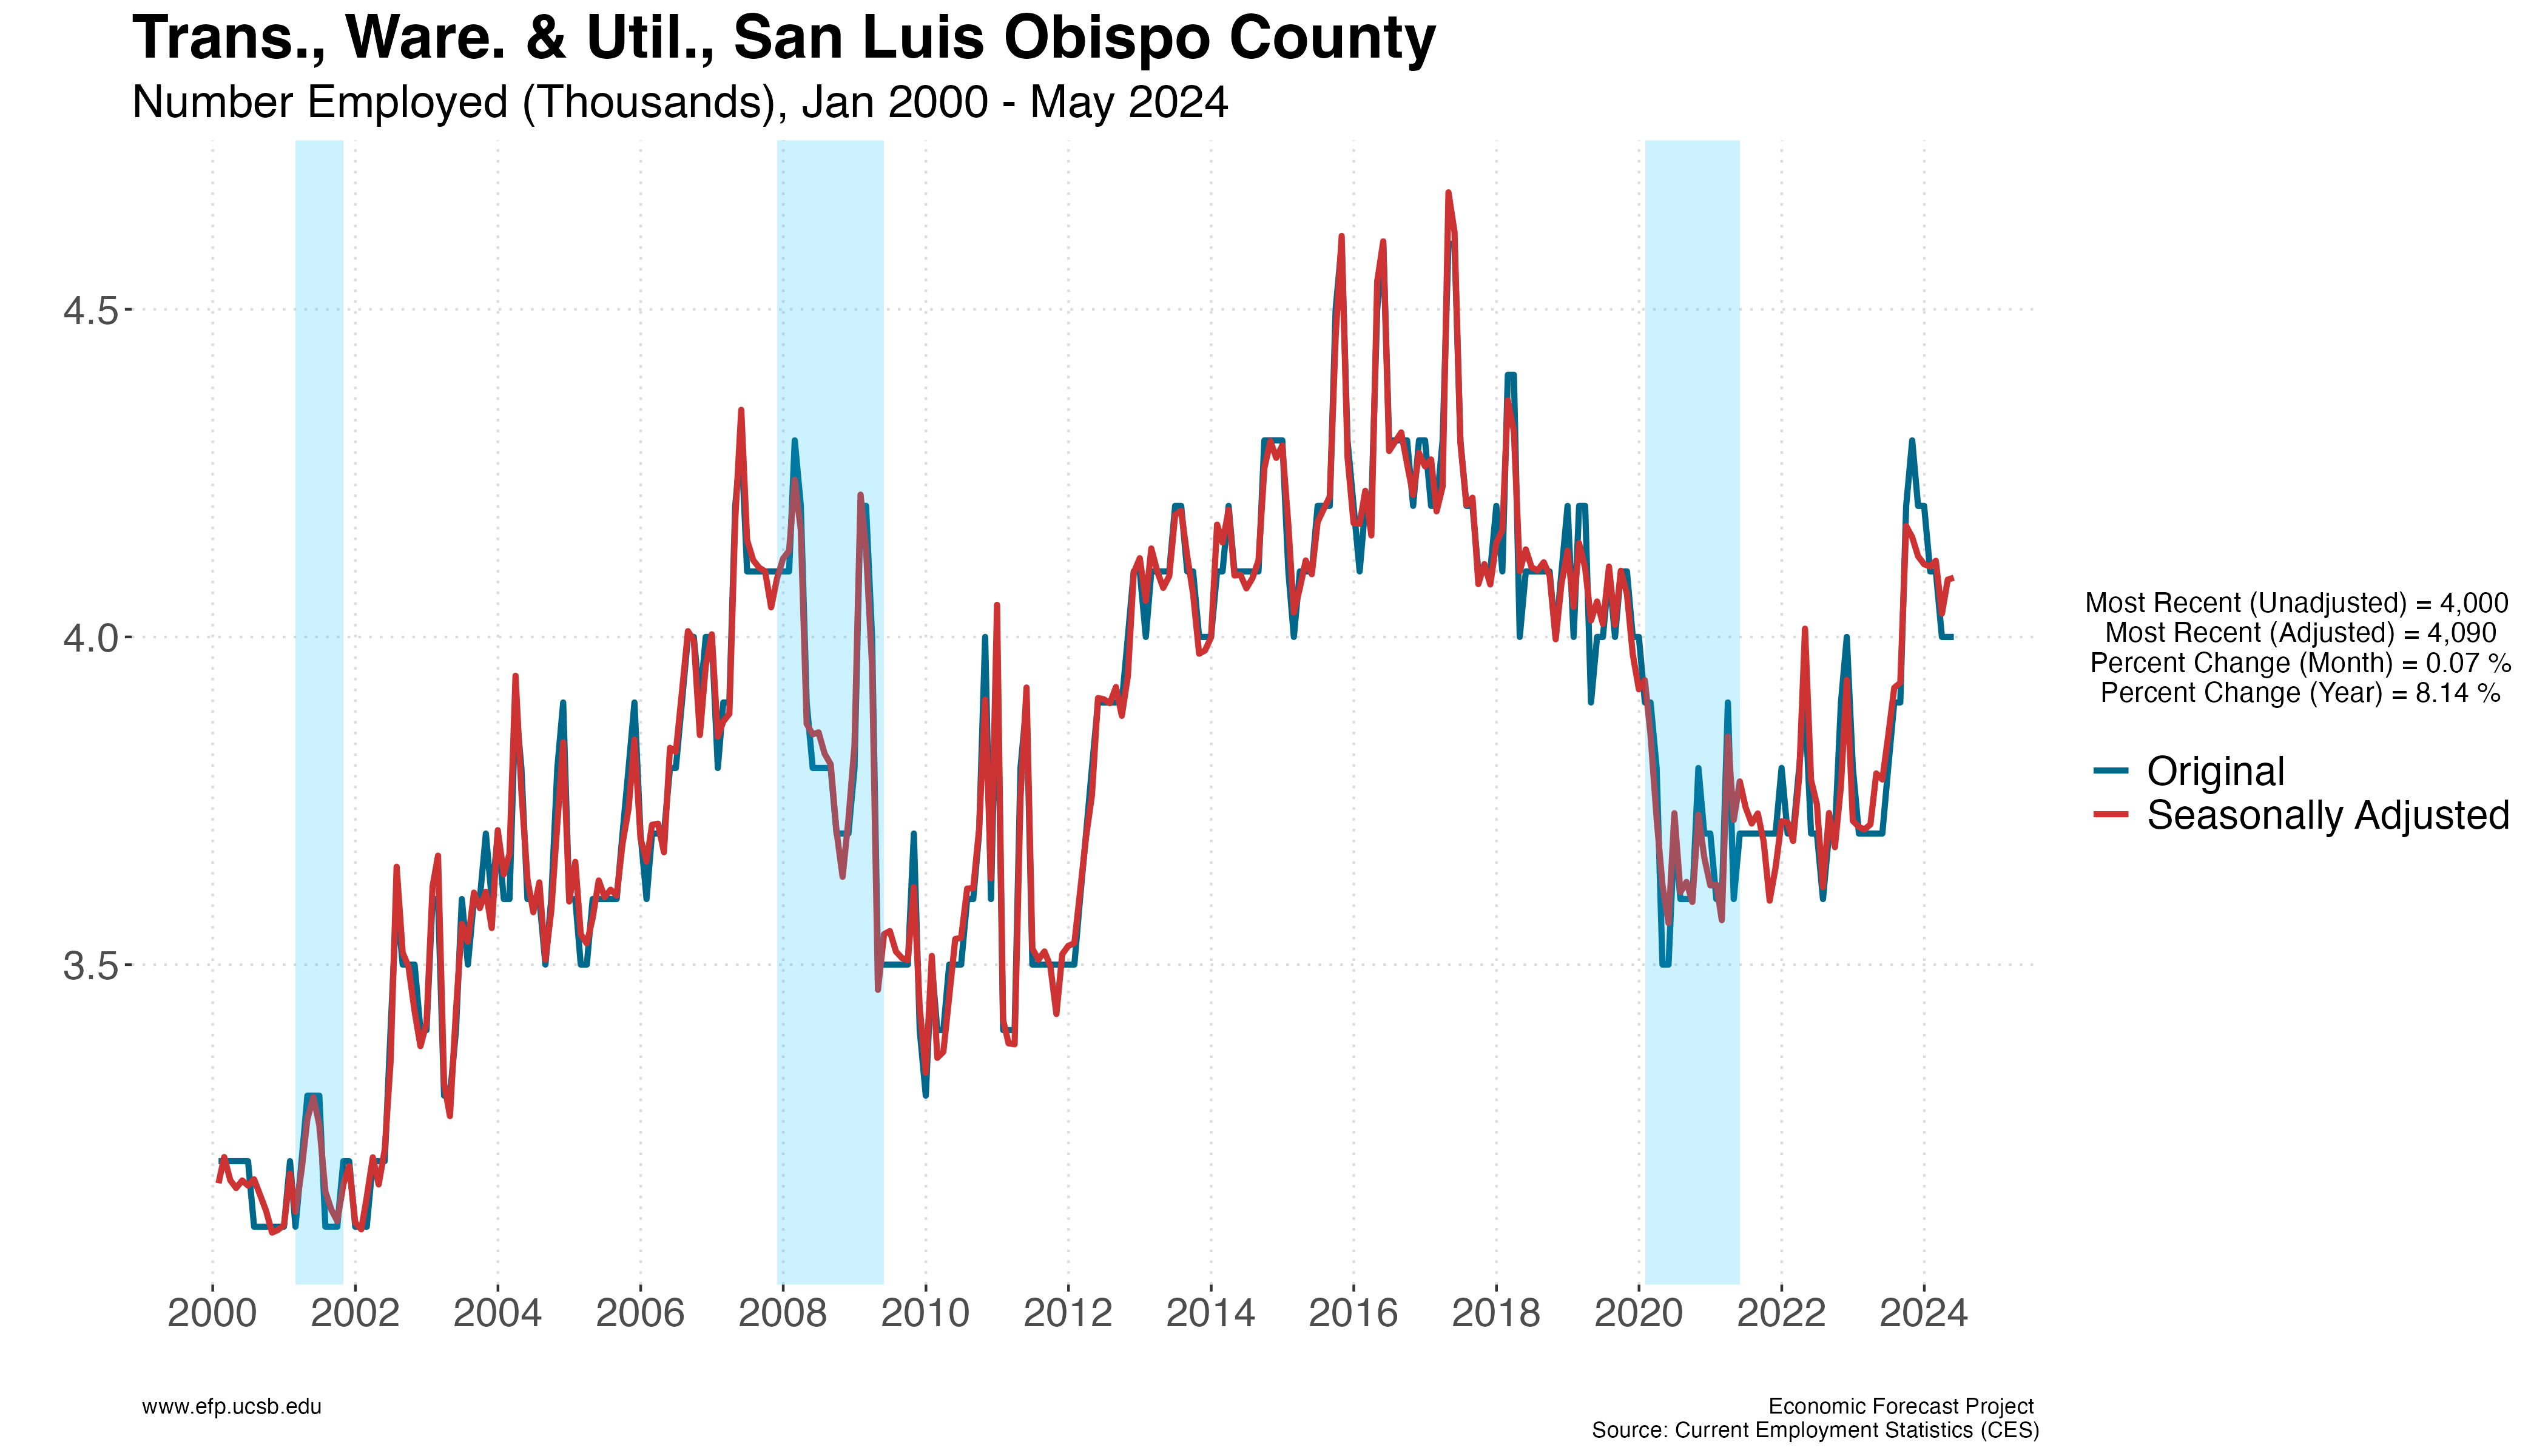 Trans., Ware. & Util., San Luis Obispo County
Number Employed (Thousands), Jan 2000 - May 2024
4.5
4.0
3.5
2000 2002 2004 2006 2008 2010 2012 2014 2016 2018 2020 2022 2024
Most Recent (Unadjusted) = 4,000
Most Recent (Adjusted) = 4,090
Percent Change (Month) = 0.07 %
Percent Change (Year) = 8.14 %
Original
Seasonally Adjusted
www.efp.ucsb.edu
Economic Forecast Project
Source: Current Employment Statistics (CES)